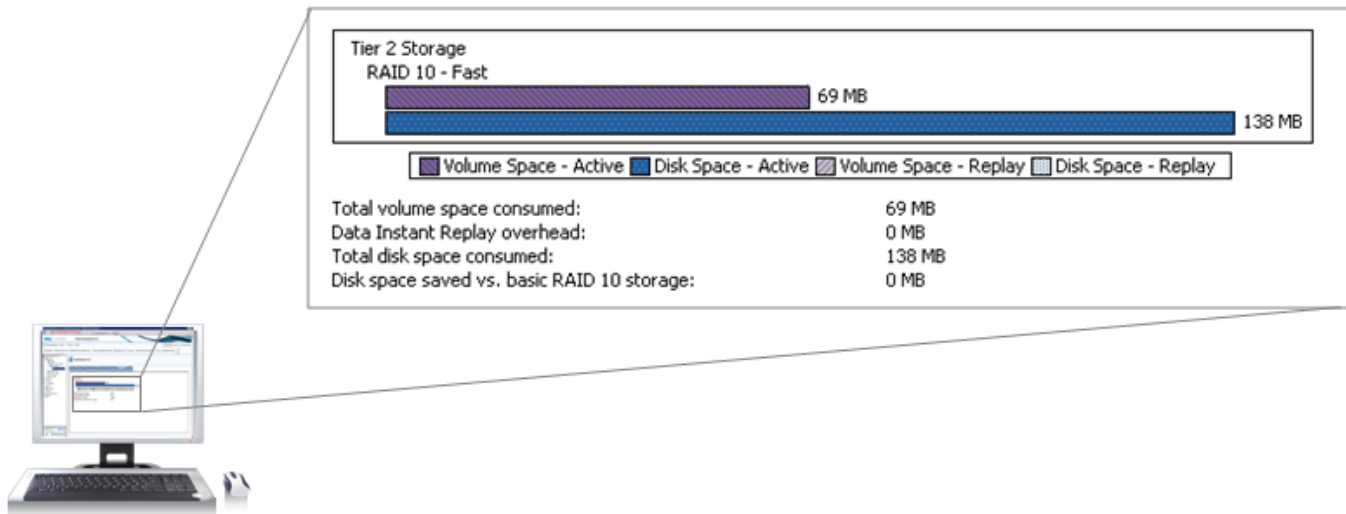 Tier 2 Storage
RAID 10 - Fast
69 MB
138 MB
Volume Space - Active Disk Space - Active Volume Space - Replay Disk Space - Replay
Total volume space consumed: 69 MB
Data Instant Replay overhead: 0 MB
Total disk space consumed: 138 MB
Disk space saved vs. basic RAID 10 storage: 0 MB